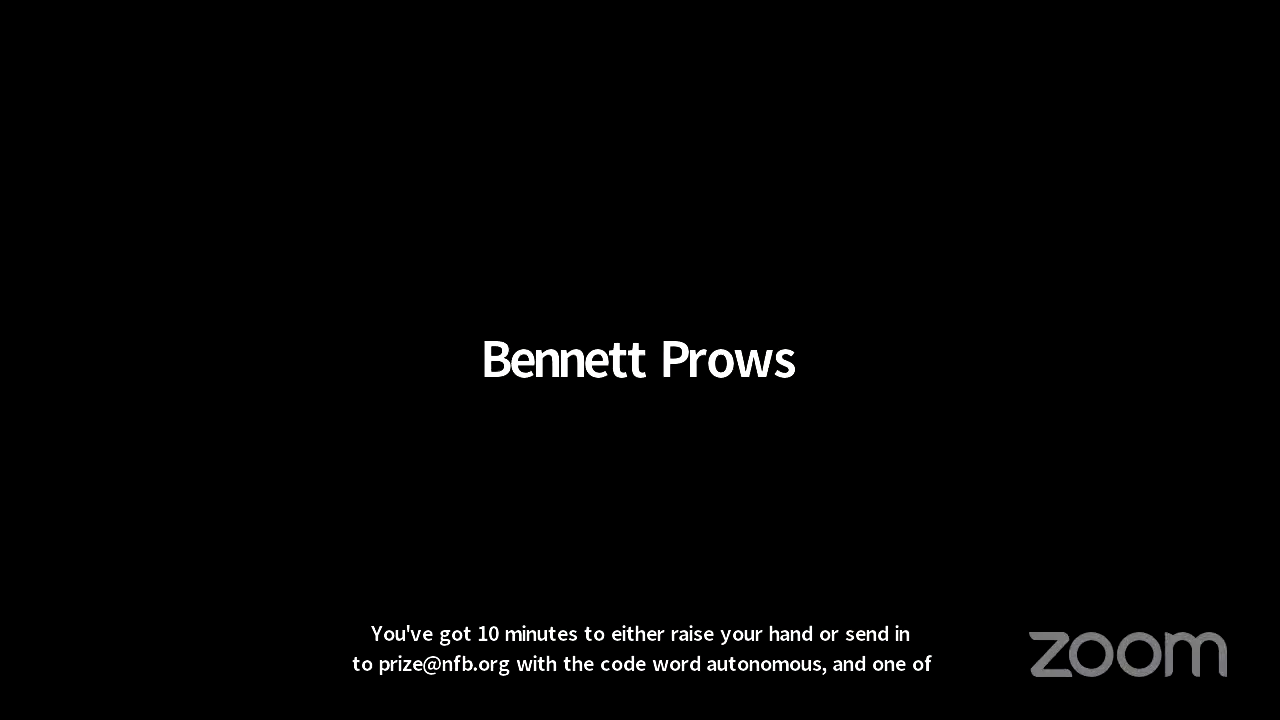 Bennett Prows
You've got 10 minutes to either raise your hand or send in
to prize@nfb.org with the code word autonomous, and one of
zoom